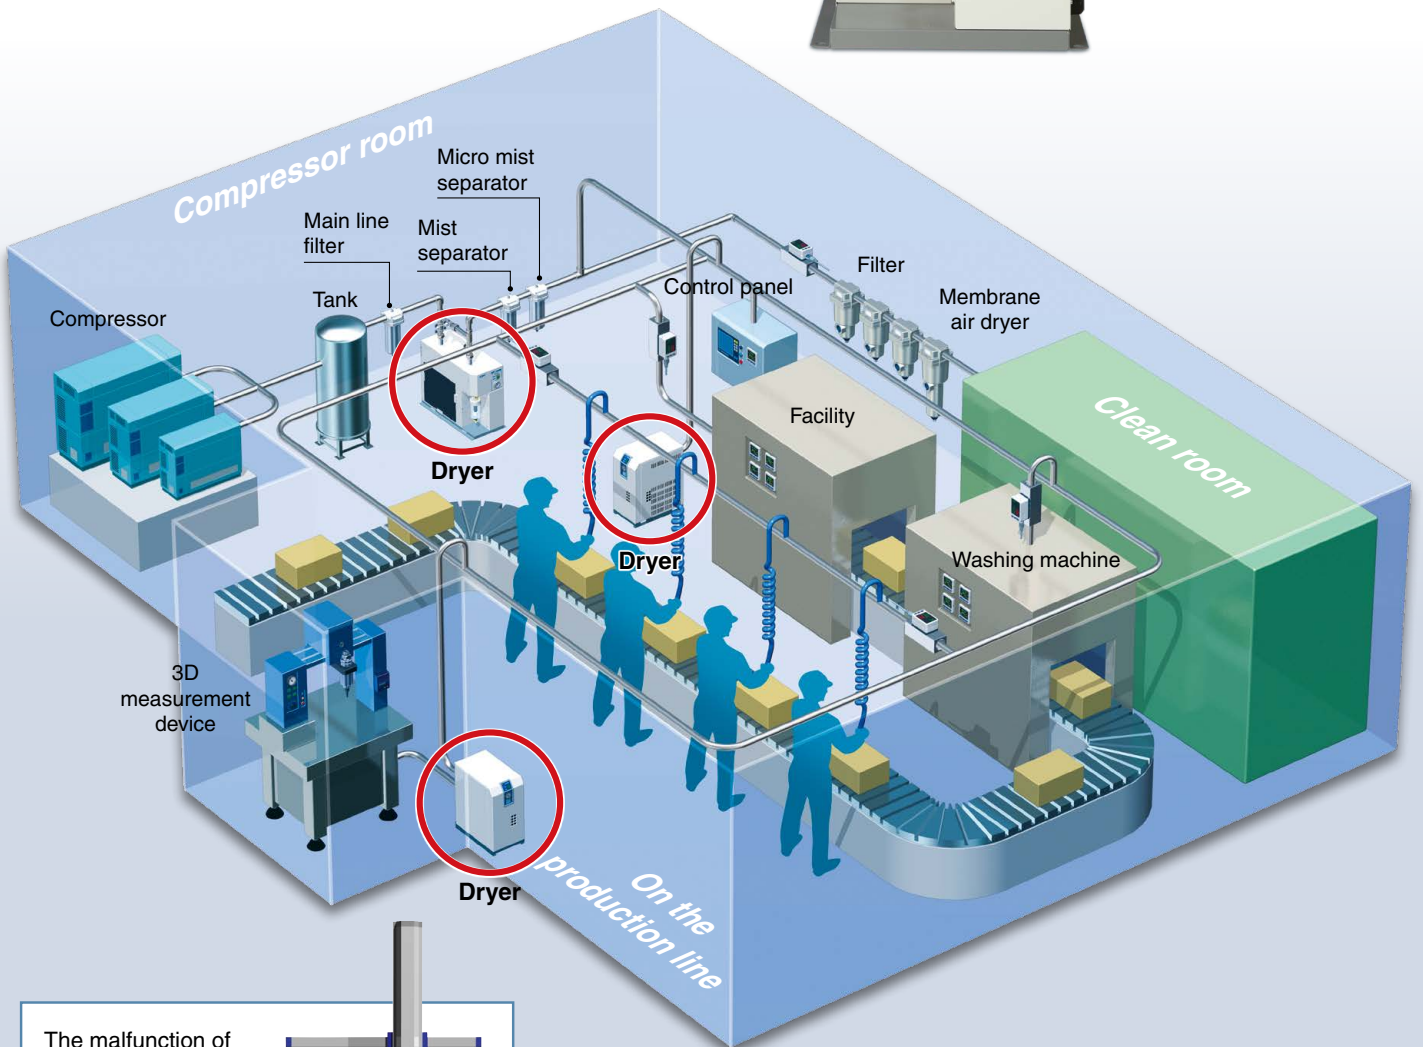 Compressor room
Micro mist
separator
Main line
filter
Mist
separator
Tank
Compressor
Control panel
Filter
Membrane
air dryer
Dryer
Facility
Clean room
Dryer
Washing machine
3D
measurement
device
Dryer
On the
production line
The malfunction of